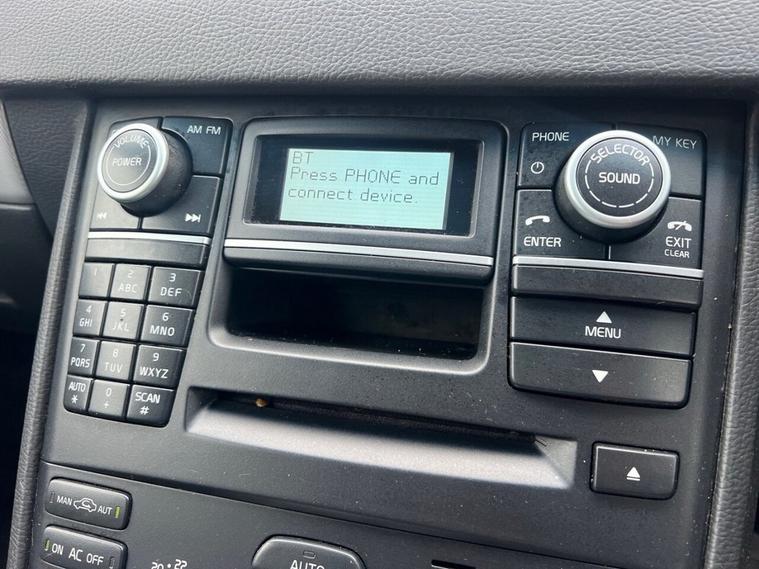 VOLUME
POWER
AM FM
BT
Press PHONE and
connect device.
PHONE
MY KEY
SELECTOR
SOUND
ENTER
EXIT
CLEAR
MENU
1
2
ABC
3
DEF
4
GHI
5
JKL
6
MNO
7
PQRS
8
TUV
9
WXYZ
AUTO
*
0
+
SCAN
#
MAN
AUT
ON AC OFF
20
22
AUTO